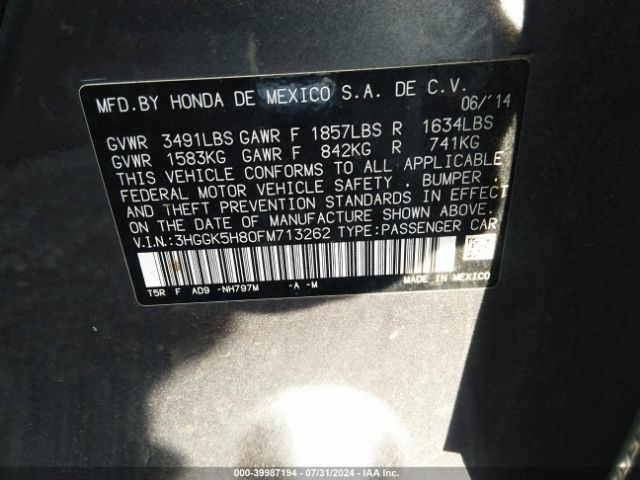 MFD.BY HONDA DE MEXICO S.A. DE C.V.
06/'14
GVWR 3491LBS GAWR F 1857LBS R 1634LBS
GVWR 1583KG GAWR F 842KG R 741KG
THIS VEHICLE CONFORMS TO ALL APPLICABLE
FEDERAL MOTOR VEHICLE SAFETY , BUMPER ,
AND THEFT PREVENTION STANDARDS IN EFFECT
ON THE DATE OF MANUFACTURE SHOWN ABOVE.
V.I.N.:3HGGK5H80FM713262 TYPE:PASSENGER CAR
T5R F AD9 -NH797M -A -M MADE IN MEXICO
000-39987194 | 07/31/2024 | IAA Inc.